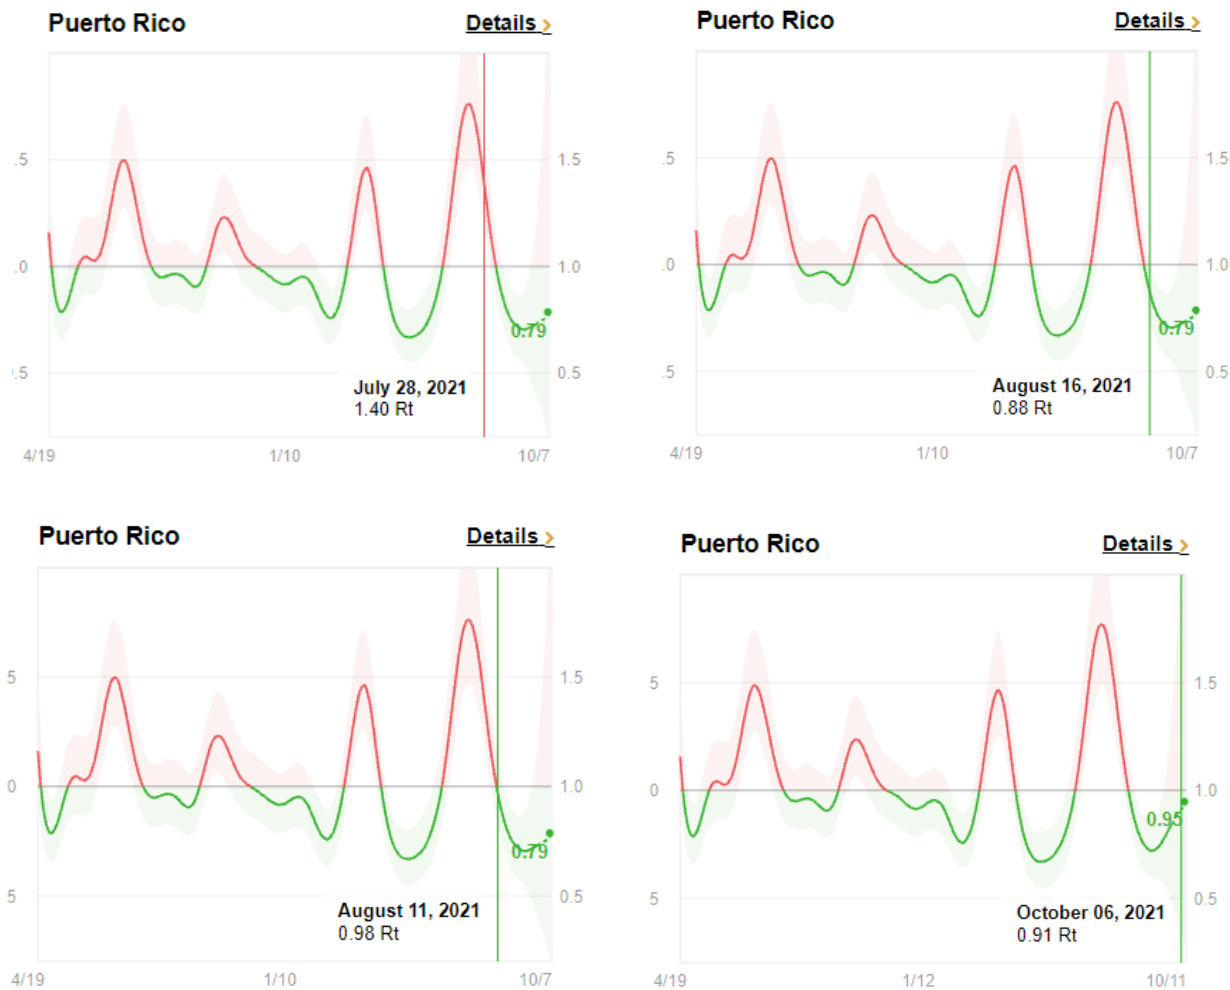 Puerto Rico
Details >
.5
1.5
.0
1.0
0.79
.5
0.5
July 28, 2021
1.40 Rt
4/19
1/10
10/7
Puerto Rico
Details >
.5
1.5
.0
1.0
0.79
.5
0.5
August 16, 2021
0.88 Rt
4/19
1/10
10/7
Puerto Rico
Details >
5
1.5
0
1.0
0.79
5
0.5
August 11, 2021
0.98 Rt
4/19
1/10
10/7
Puerto Rico
Details >
5
1.5
0
1.0
0.95
5
0.5
October 06, 2021
0.91 Rt
4/19
1/12
10/11